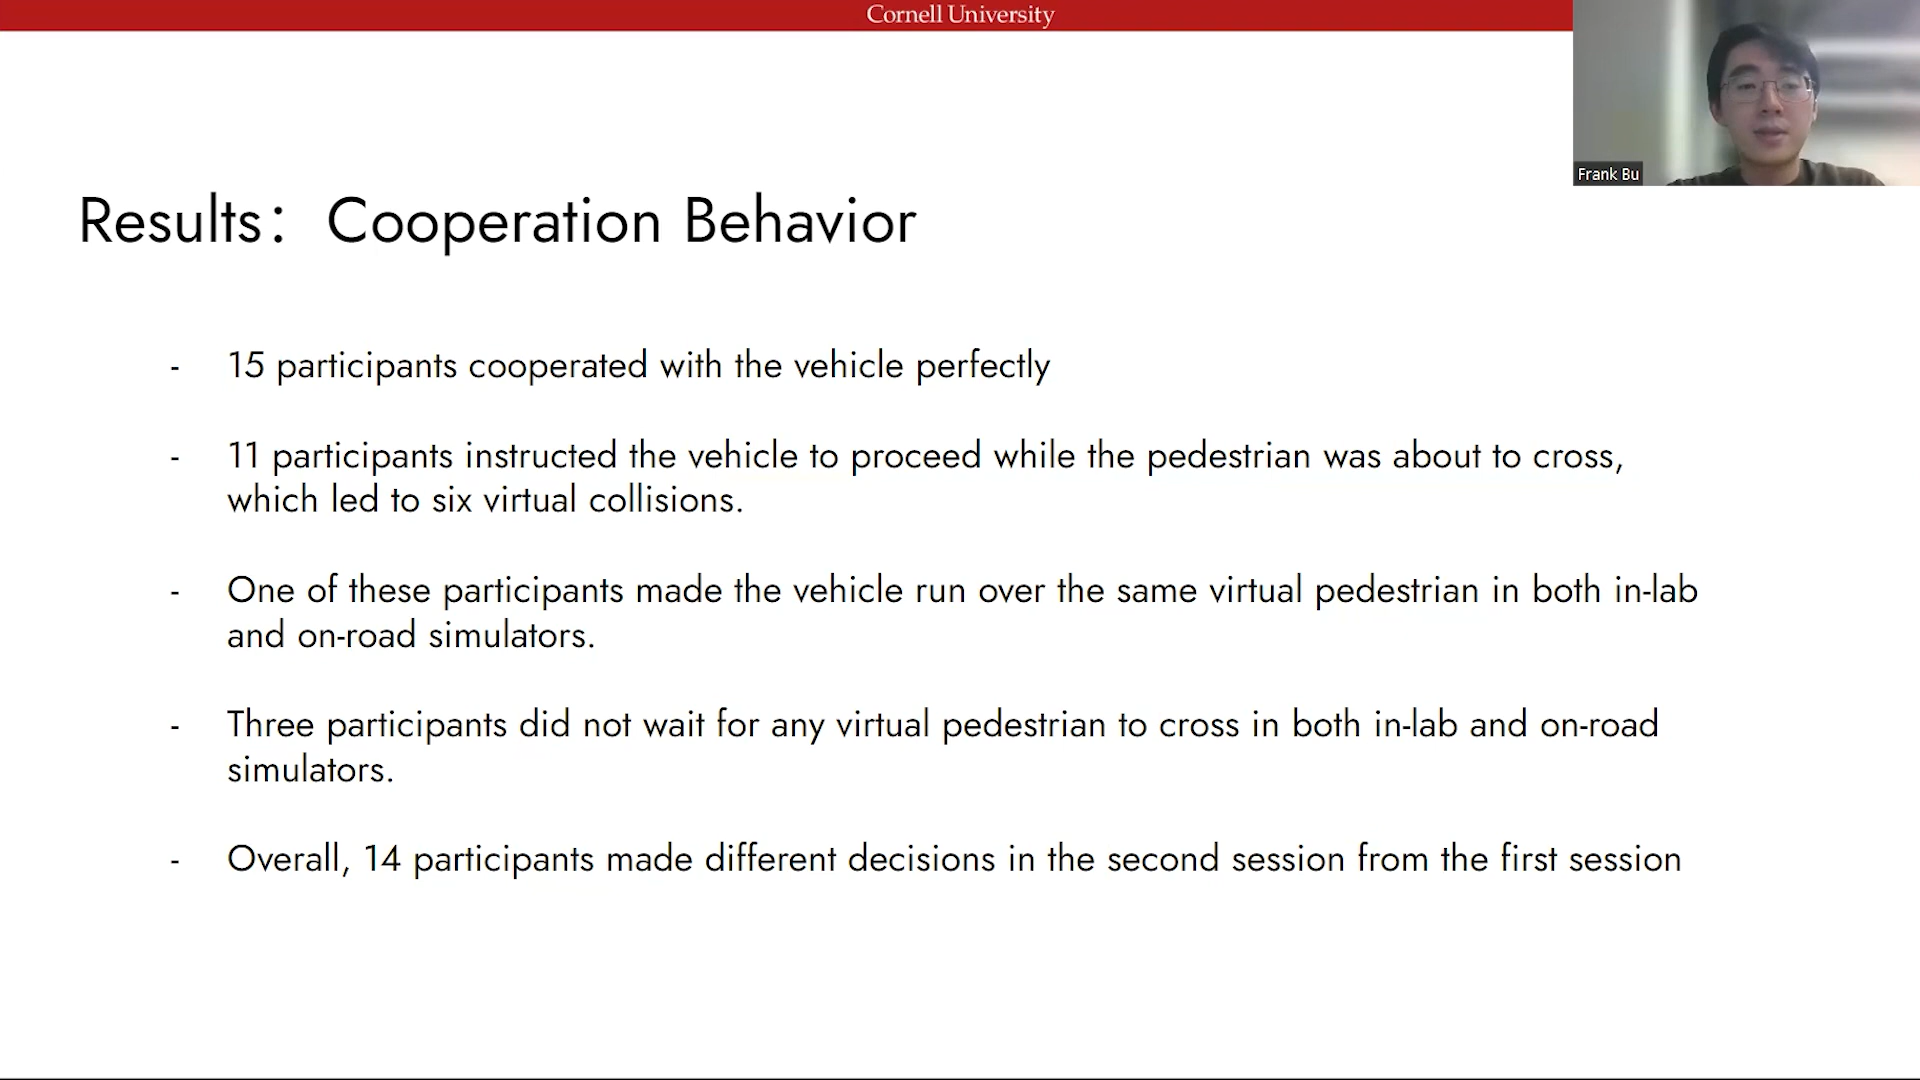 Cornell University
Frank Bu
Results: Cooperation Behavior
- 15 participants cooperated with the vehicle perfectly
- 11 participants instructed the vehicle to proceed while the pedestrian was about to cross,
which led to six virtual collisions.
- One of these participants made the vehicle run over the same virtual pedestrian in both in-lab
and on-road simulators.
- Three participants did not wait for any virtual pedestrian to cross in both in-lab and on-road
simulators.
- Overall, 14 participants made different decisions in the second session from the first session